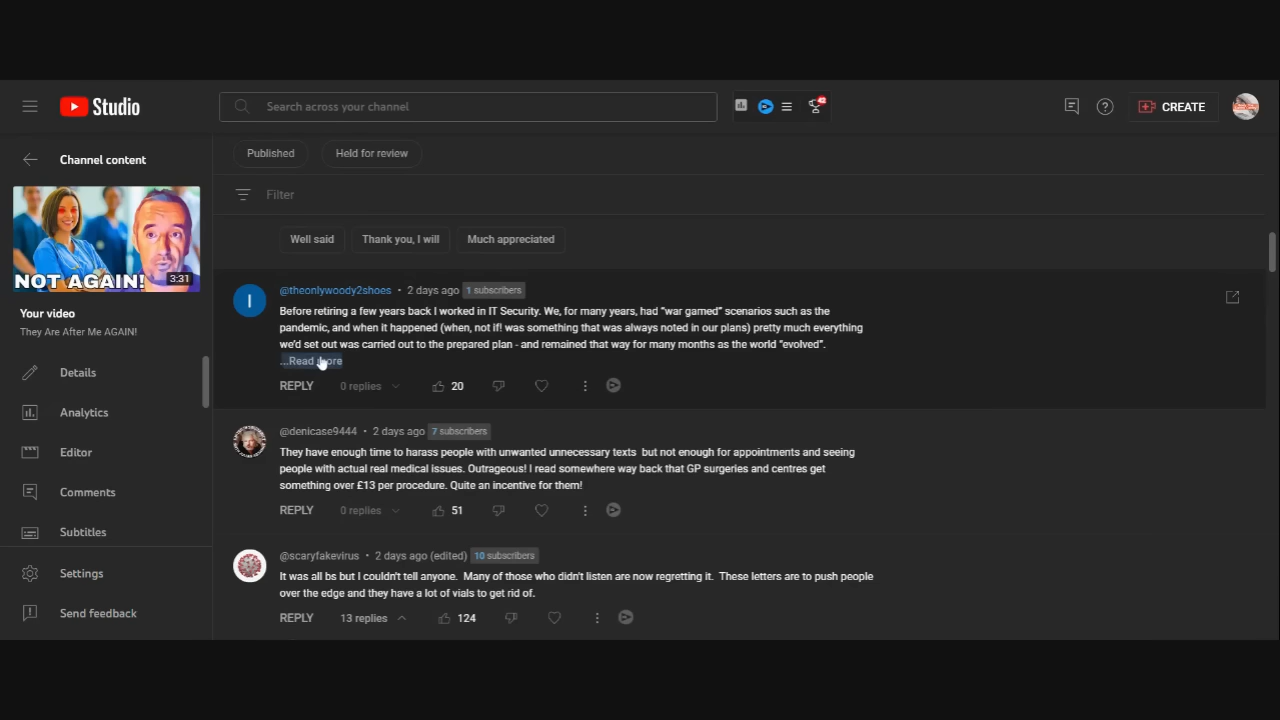 Studio
Search across your channel
42
CREATE
Channel content
NOT AGAIN!
3:31
Your video
They Are After Me AGAIN!
Details
Analytics
Editor
Comments
Subtitles
Settings
Send feedback
Published
Held for review
Filter
Well said
Thank you, I will
Much appreciated
I
@theonlywoody2shoes • 2 days ago 1 subscribers
Before retiring a few years back I worked in IT Security. We, for many years, had “war gamed” scenarios such as the
pandemic, and when it happened (when, not if! was something that was always noted in our plans) pretty much everything
we’d set out was carried out to the prepared plan - and remained that way for many months as the world “evolved”.
...Read more
REPLY 0 replies 20
@denicase9444 • 2 days ago 7 subscribers
They have enough time to harass people with unwanted unnecessary texts but not enough for appointments and seeing
people with actual real medical issues. Outrageous! I read somewhere way back that GP surgeries and centres get
something over £13 per procedure. Quite an incentive for them!
REPLY 0 replies 51
@scaryfakevirus • 2 days ago (edited) 10 subscribers
It was all bs but I couldn't tell anyone. Many of those who didn't listen are now regretting it. These letters are to push people
over the edge and they have a lot of vials to get rid of.
REPLY 13 replies 124